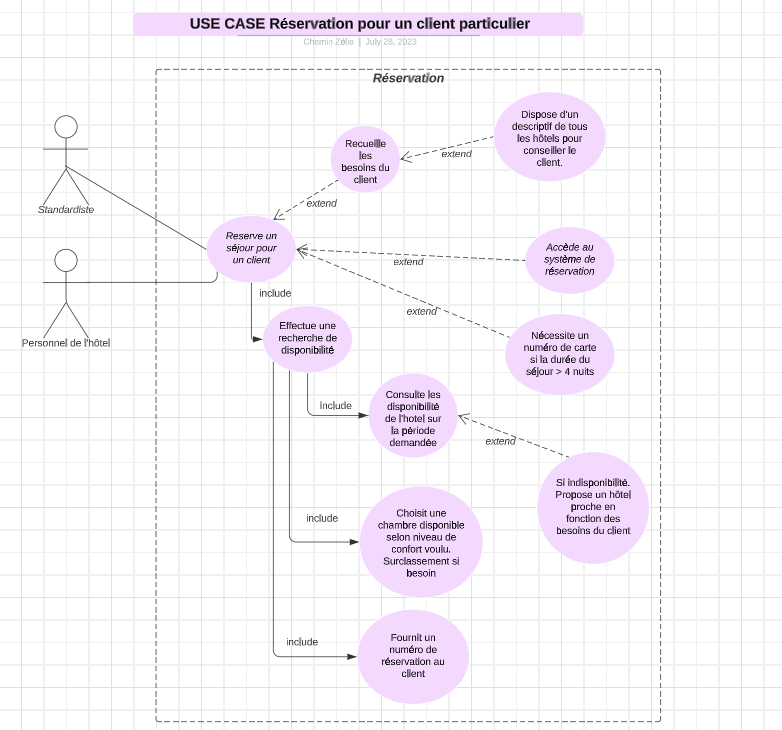 USE CASE Réservation pour un client particulier
Chemin Zélie | July 28, 2023
Réservation
Dispose d'un
descriptif de tous
les hôtels pour
conseiller le
client.
Recueille
les
besoins du
client
extend
extend
Standardiste
Reserve un
séjour pour
un client
Accède au
système de
réservation
extend
include
extend
Personnel de l'hôtel
Effectue une
recherche de
disponibilité
Nécessite un
numéro de carte
si la durée du
séjour > 4 nuits
include
Consulte les
disponibilité
de l'hotel sur
la période
demandée
extend
Si indisponibilité.
Propose un hôtel
proche en
fonction des
besoins du client
include
Choisit une
chambre disponible
selon niveau de
confort voulu.
Surclassement si
besoin
include
Fournit un
numéro de
réservation au
client